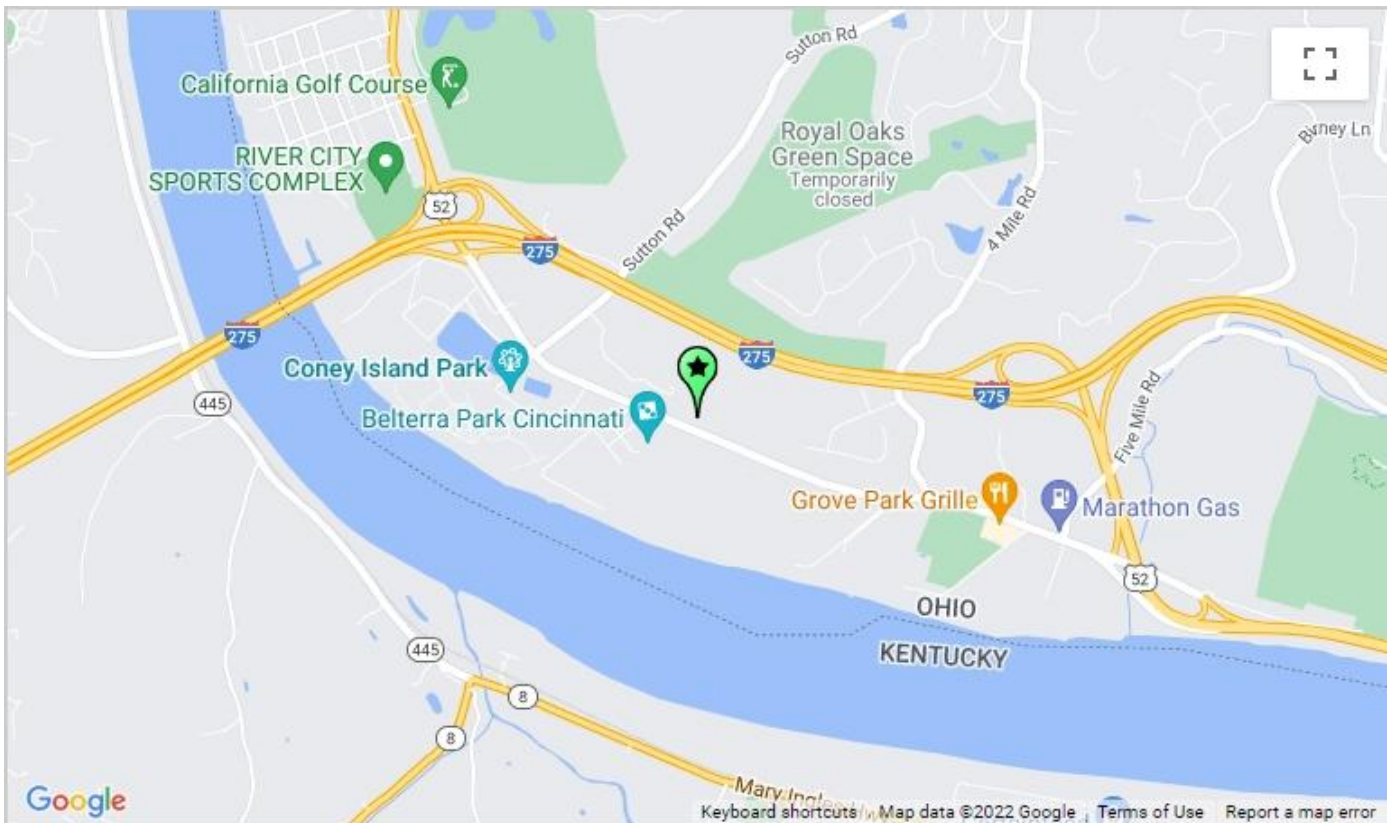 Sutton Rd
California Golf Course
Royal Oaks
Green Space
Temporarily
closed
Birney Ln
RIVER CITY
SPORTS COMPLEX
52
4 Mile Rd
Sutton Rd
275
275
275
275
Coney Island Park
445
Belterra Park Cincinnati
Five Mile Rd
Grove Park Grille
Marathon Gas
52
OHIO
KENTUCKY
445
8
8
Google
Mary Ingles
Keyboard shortcuts
Map data ©2022 Google
Terms of Use
Report a map error